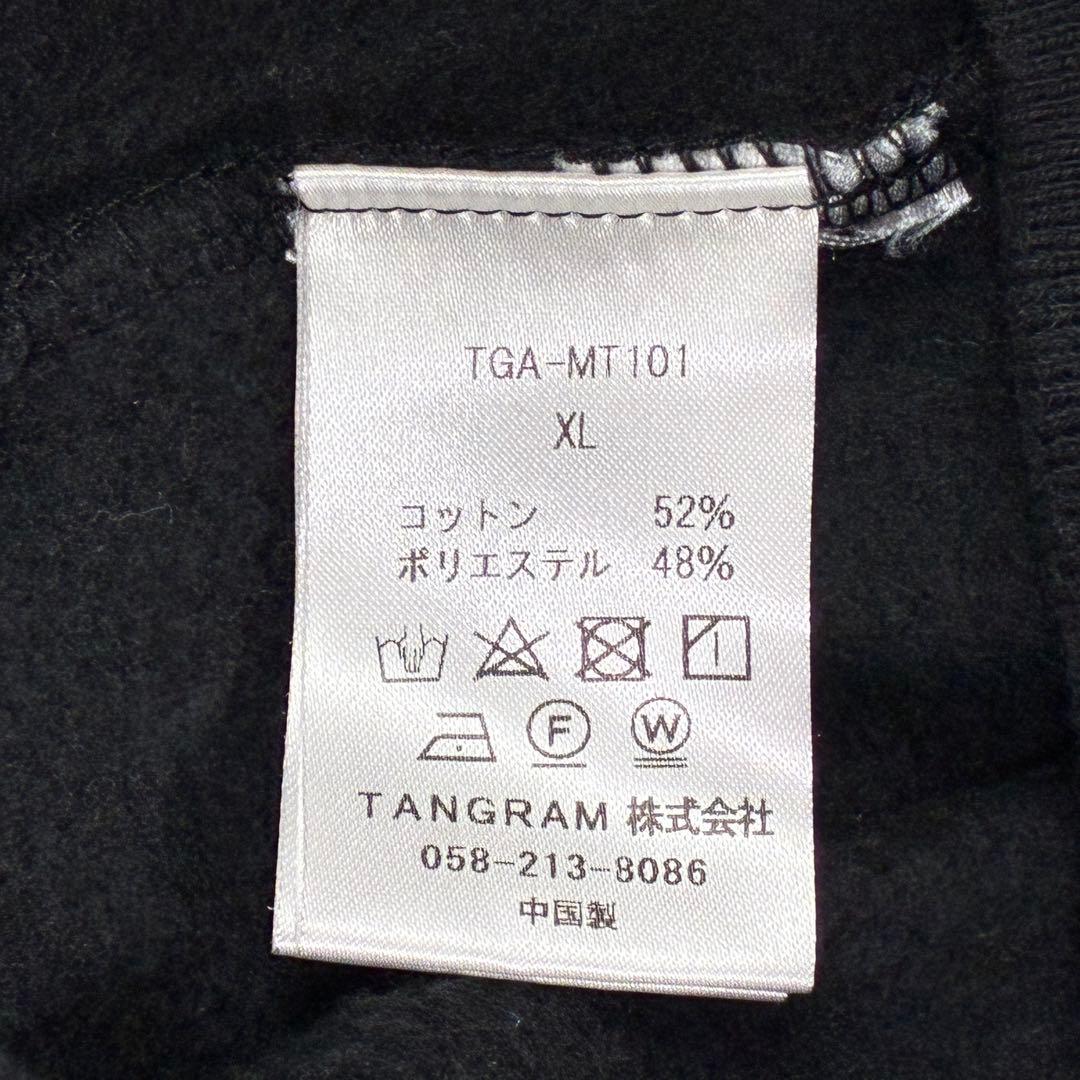 TGA-MT101
XL
コットン 52%
ポリエステル 48%
F W
TANGRAM 株式会社
058-213-8086
中国製